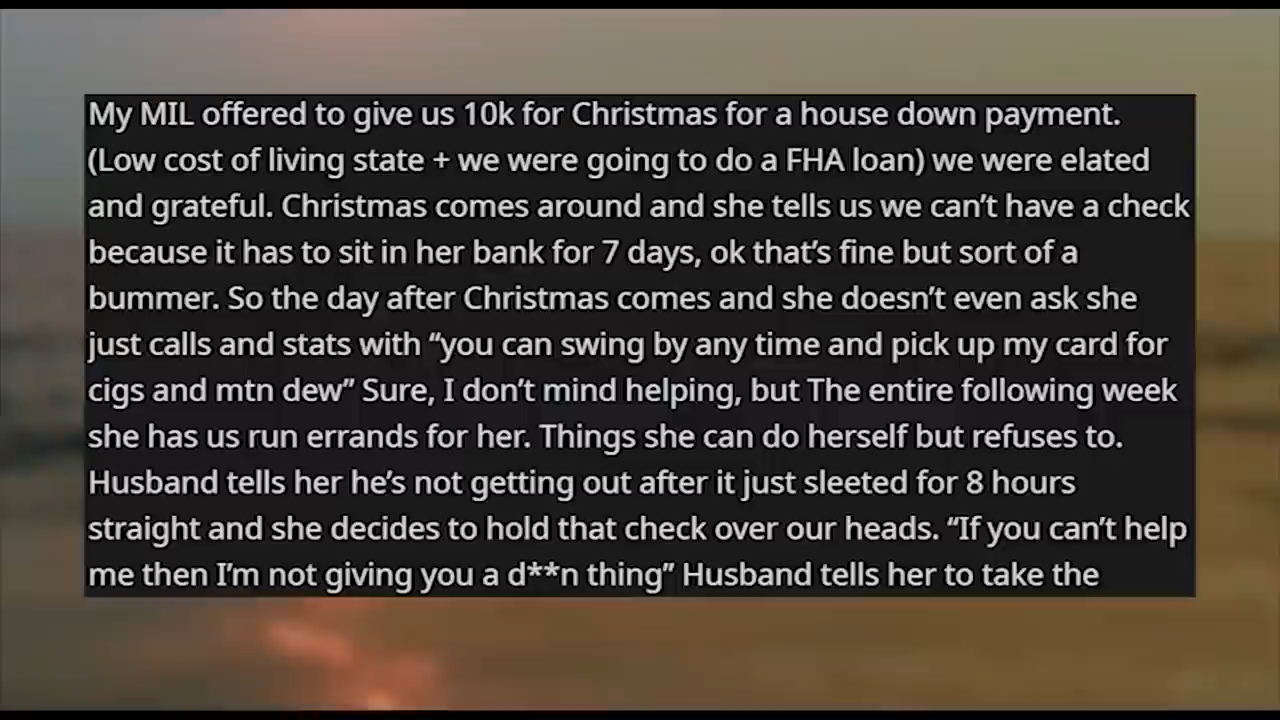 My MIL offered to give us 10k for Christmas for a house down payment.
(Low cost of living state + we were going to do a FHA loan) we were elated
and grateful. Christmas comes around and she tells us we can’t have a check
because it has to sit in her bank for 7 days, ok that’s fine but sort of a
bummer. So the day after Christmas comes and she doesn’t even ask she
just calls and stats with “you can swing by any time and pick up my card for
cigs and mtn dew” Sure, I don’t mind helping, but The entire following week
she has us run errands for her. Things she can do herself but refuses to.
Husband tells her he’s not getting out after it just sleeted for 8 hours
straight and she decides to hold that check over our heads. “If you can’t help
me then I’m not giving you a d**n thing” Husband tells her to take the